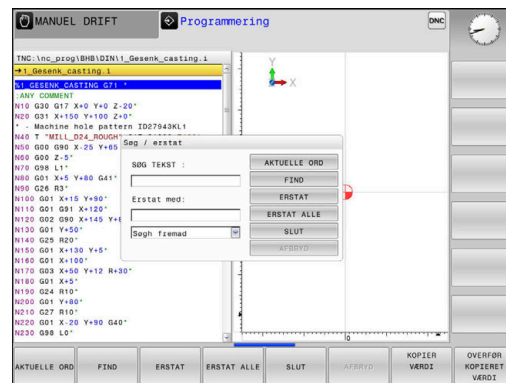 MANUEL DRIFT
Programmering
DNC
TNC:\nc_prog\BHB\DIN\1_Gesenk_casting.i
→1_Gesenk_casting.i
%1_GESENK_CASTING G71 *
;ANY COMMENT
N10 G30 G17 X+0 Y+0 Z-20*
N20 G31 X+150 Y+100 Z+0*
* - Machine hole pattern ID27943KL1
N40 T "MILL_D24_ROUGH"
N50 G00 G90 X-25 Y+65
N60 G00 Z-5*
N70 G98 L1*
N80 G01 X+5 Y+80 G41*
N90 G26 R3*
N100 G01 X+15 Y+90*
N110 G01 G91 X+120*
N120 G02 G90 X+145 Y+
N130 G01 Y+50*
N140 G25 R20*
N150 G01 X+130 Y+5*
N160 G01 X+100*
N170 G03 X+50 Y+12 R+30*
N180 G01 X+5*
N190 G24 R10*
N200 G01 Y+80*
N210 G27 R10*
N220 G01 X-20 Y+90 G40*
N230 G98 L0*
Y
X
0
Søg / erstat
SØG TEKST :
Erstat med:
Søgh fremad
AKTUELLE ORD
FIND
ERSTAT
ERSTAT ALLE
SLUT
AFBRYD
AKTUELLE ORD
FIND
ERSTAT
ERSTAT ALLE
SLUT
AFBRYD
KOPIER
VÆRDI
OVERFØR
KOPIERET
VÆRDI